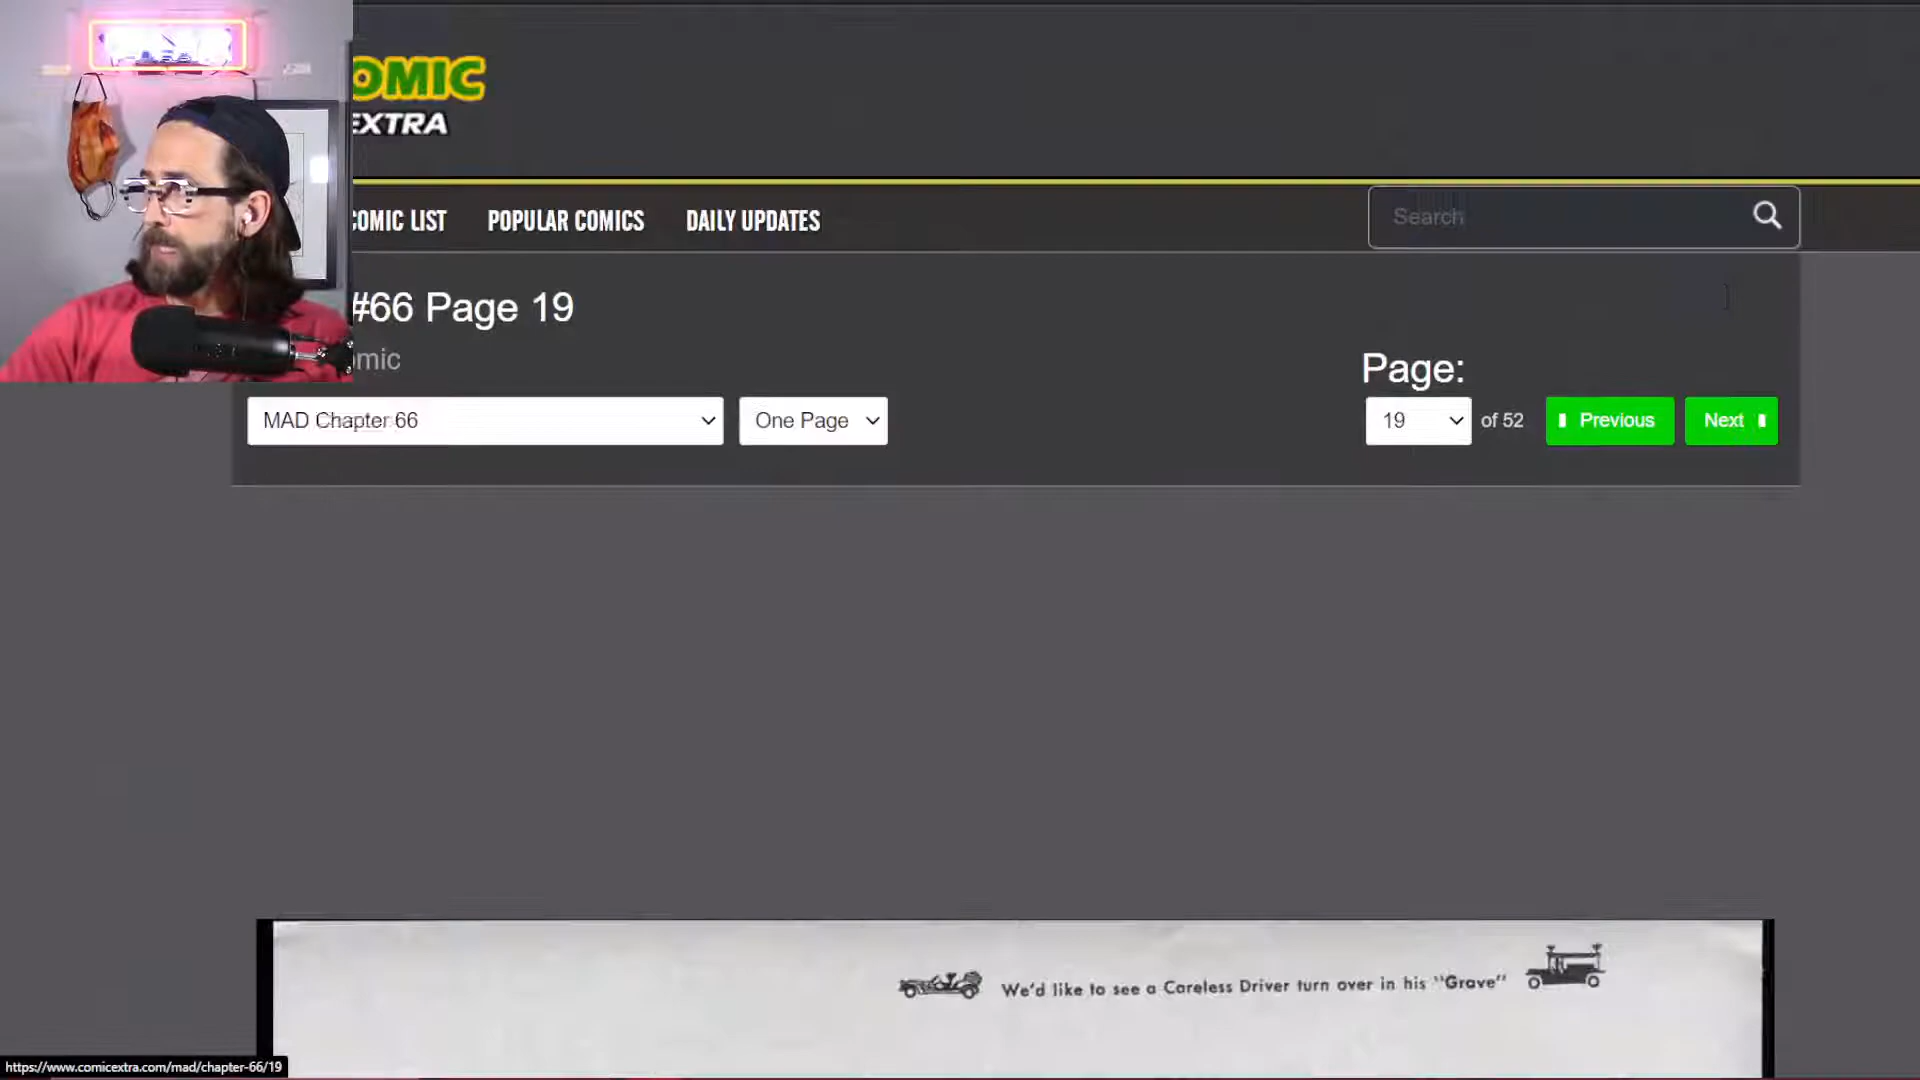 OMIC
EXTRA
COMIC LIST
POPULAR COMICS
DAILY UPDATES
Search
#66 Page 19
omic
Page:
MAD Chapter 66
One Page
19
of 52
Previous
Next
We'd like to see a Careless Driver turn over in his "Grave"
https://www.comicextra.com/mad/chapter-66/19